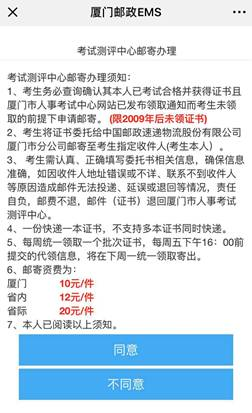 厦门邮政EMS
考试测评中心邮寄办理
考试测评中心邮寄办理须知：
1、考生务必查询确认其本人已考试合格并获得证书且
厦门市人事考试中心网站已发布领取通知而考生未领
取的前提下申请邮寄。(限2009年后未领证书)
2、考生将证书委托给中国邮政速递物流股份有限公司
厦门市分公司邮寄至考生指定收件人(考生本人）。
3、 考生需认真、正确填写委托书相关信息，确保信息
准确，如因收件人地址错误或不详、联系不到收件人
等原因造成邮件无法投递、延误或退回等情况，责任
自负，邮费不退，邮件（证书）退回厦门市人事考试
测评中心。
4、一份快递一本证书，不支持多本证书同时快递。
5、每周统一领取一个批次证书，每周五下午16：00前
提交的代领信息，将在下周一统一领取寄出。
6、邮寄资费为：
厦门 10元/件
省内 12元/件
省际 20元/件
7、本人已阅读以上须知。
同意
不同意